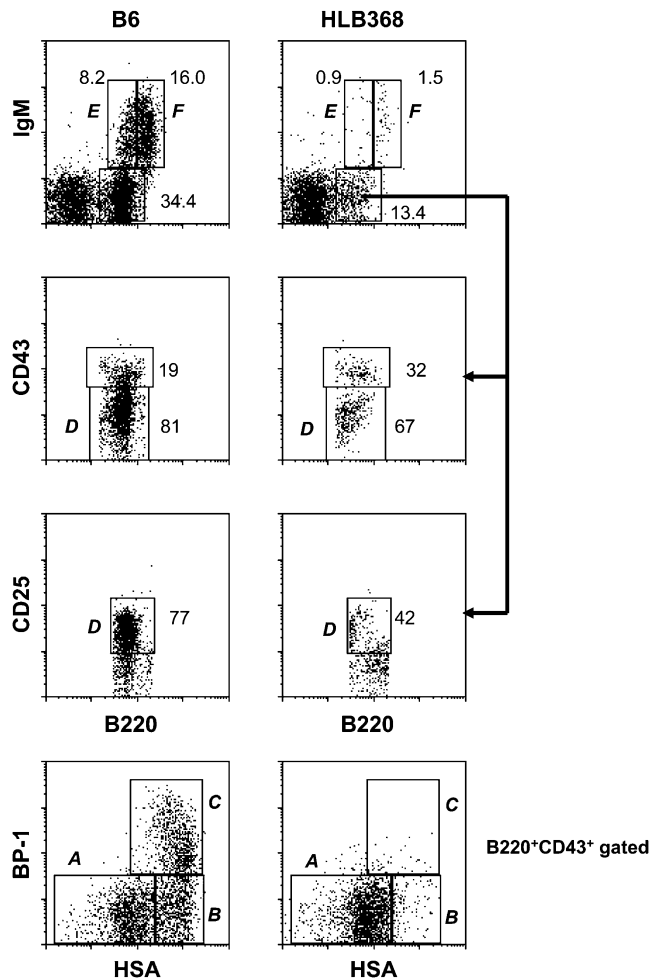 B6 HLB368
IgM
8.2 16.0 0.9 1.5
E F E F
34.4 13.4
CD43
19 32
D 81 D 67
CD25
D 77 D 42
B220 B220
BP-1
C C
A A B220⁺CD43⁺ gated
B B
HSA HSA